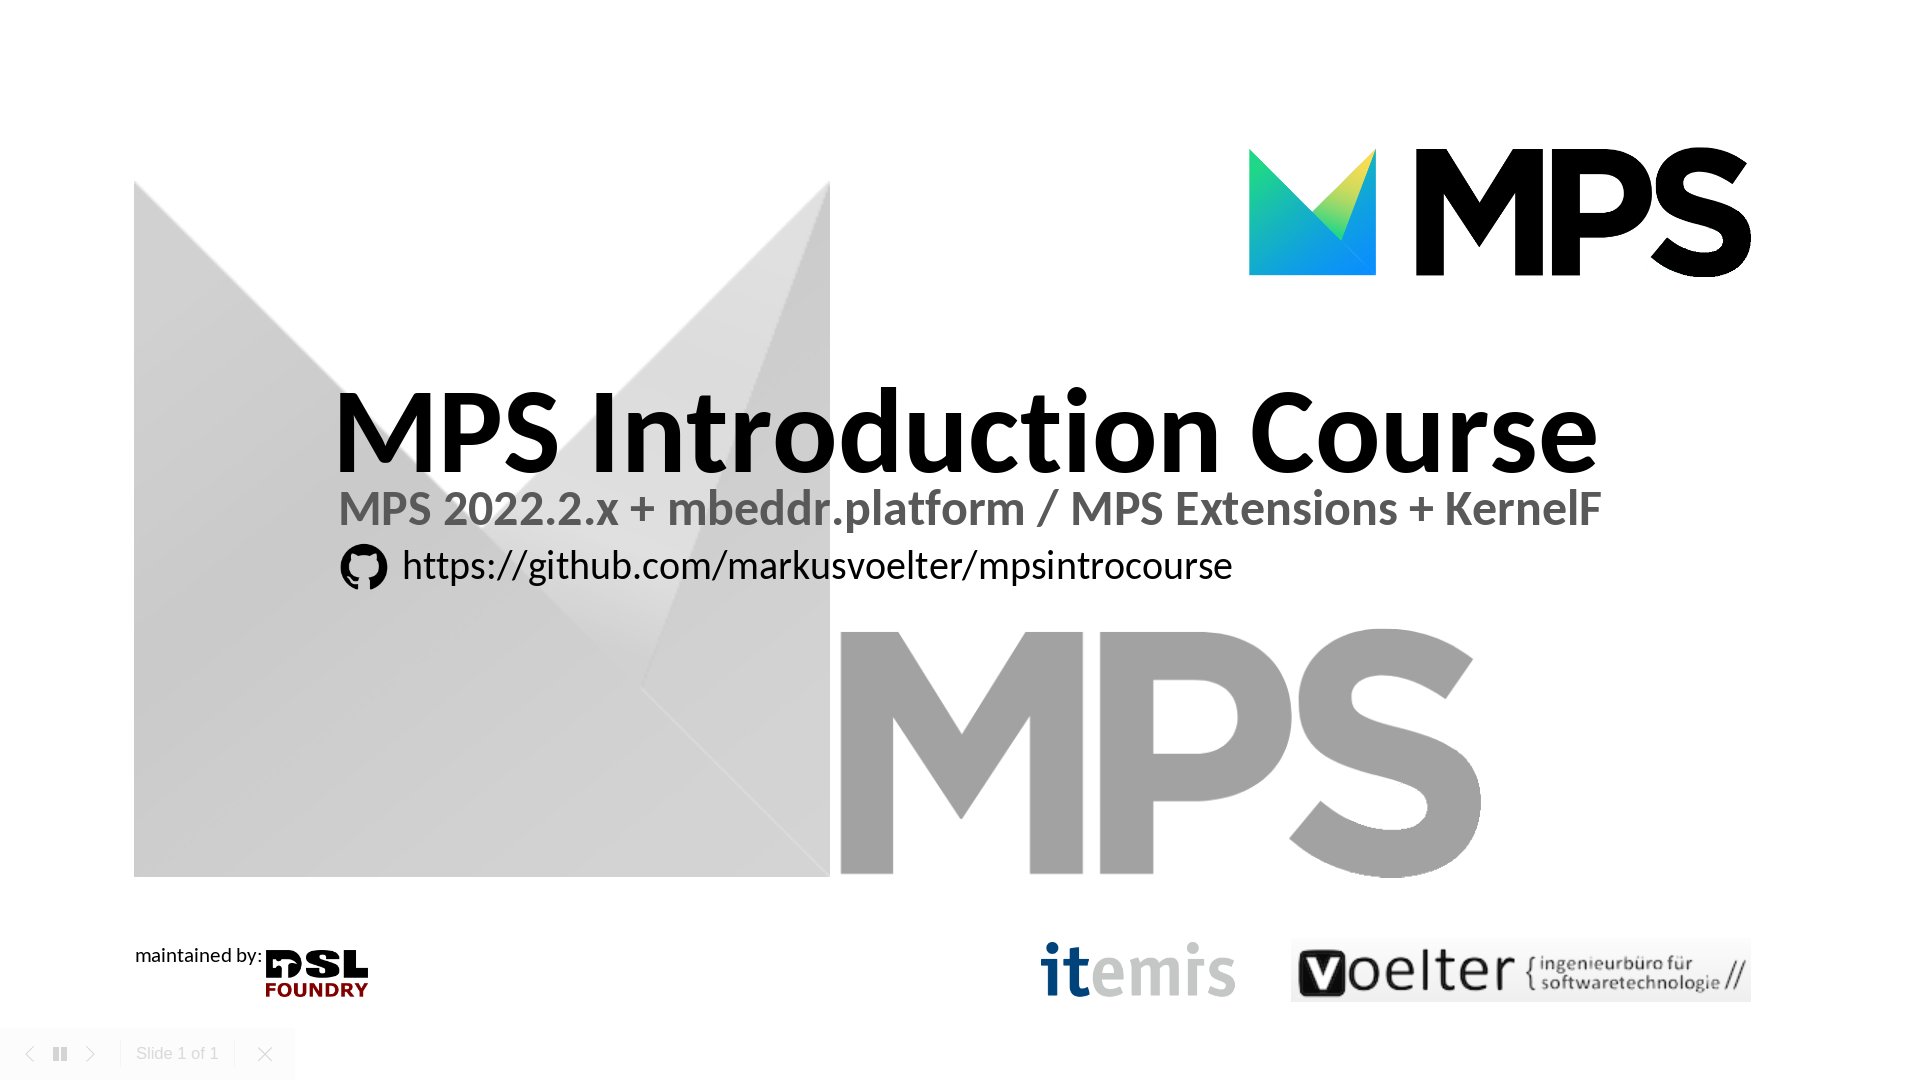 MPS
MPS Introduction Course
MPS 2022.2.x + mbeddr.platform / MPS Extensions + KernelF
https://github.com/markusvoelter/mpsintrocourse
MPS
maintained by: DSL
FOUNDRY
itemis
voelter { ingenieurbüro für
softwaretechnologie //
Slide 1 of 1